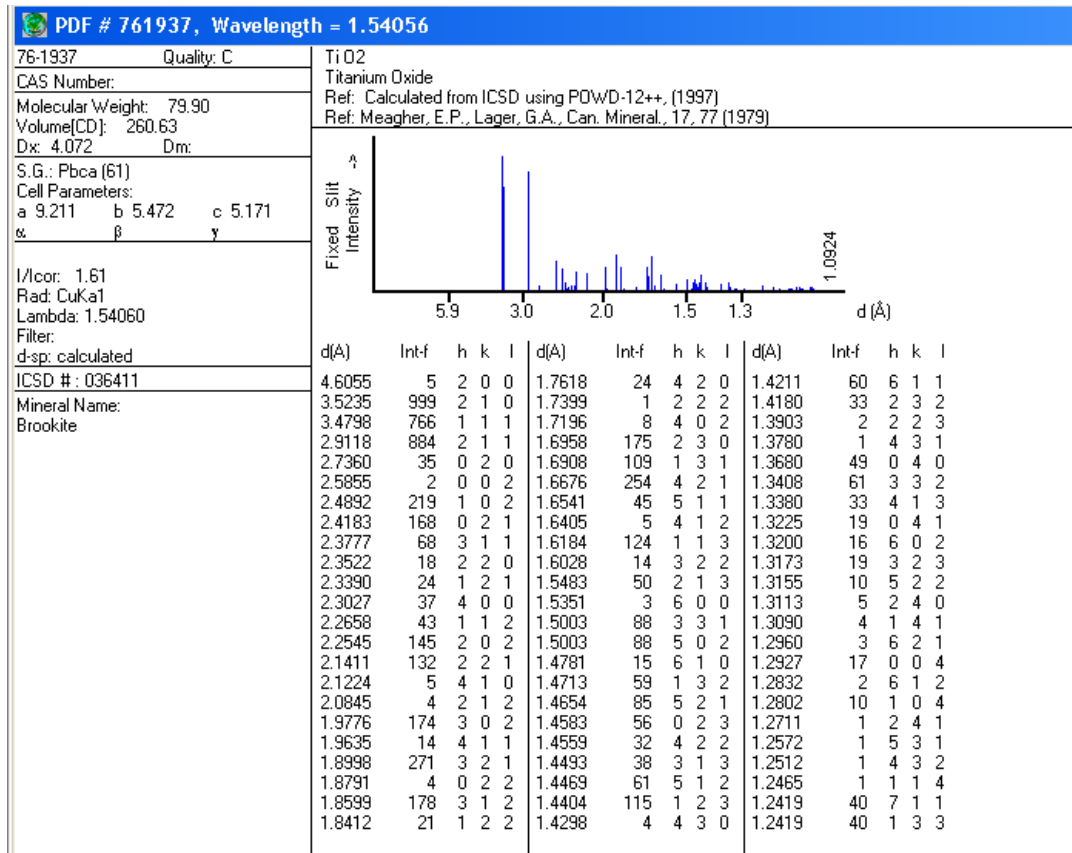 PDF # 761937, Wavelength = 1.54056
76-1937 Quality: C
CAS Number:
Molecular Weight: 79.90
Volume[CD]: 260.63
Dx: 4.072 Dm:
S.G.: Pbca (61)
Cell Parameters:
a 9.211 b 5.472 c 5.171
α β γ
I/Icor: 1.61
Rad: CuKa1
Lambda: 1.54060
Filter:
d-sp: calculated
ICSD # : 036411
Mineral Name:
Brookite
Ti O2
Titanium Oxide
Ref: Calculated from ICSD using POWD-12++, (1997)
Ref: Meagher, E.P., Lager, G.A., Can. Mineral., 17, 77 (1979)
Fixed Slit
Intensity ->
1.0924
5.9 3.0 2.0 1.5 1.3 d (Å)
d(A) Int-f h k l d(A) Int-f h k l d(A) Int-f h k l
4.6055 5 2 0 0 1.7618 24 4 2 0 1.4211 60 6 1 1
3.5235 999 2 1 0 1.7399 1 2 2 2 1.4180 33 2 3 2
3.4798 766 1 1 1 1.7196 8 4 0 2 1.3903 2 2 2 3
2.9118 884 2 1 1 1.6958 175 2 3 0 1.3780 1 4 3 1
2.7360 35 0 2 0 1.6908 109 1 3 1 1.3680 49 0 4 0
2.5855 2 0 0 2 1.6676 254 4 2 1 1.3408 61 3 3 2
2.4892 219 1 0 2 1.6541 45 5 1 1 1.3380 33 4 1 3
2.4183 168 0 2 1 1.6405 5 4 1 2 1.3225 19 0 4 1
2.3777 68 3 1 1 1.6184 124 1 1 3 1.3200 16 6 0 2
2.3522 18 2 2 0 1.6028 14 3 2 2 1.3173 19 3 2 3
2.3390 24 1 2 1 1.5483 50 2 1 3 1.3155 10 5 2 2
2.3027 37 4 0 0 1.5351 3 6 0 0 1.3113 5 2 4 0
2.2658 43 1 1 2 1.5003 88 3 3 1 1.3090 4 1 4 1
2.2545 145 2 0 2 1.5003 88 5 0 2 1.2960 3 6 2 1
2.1411 132 2 2 1 1.4781 15 6 1 0 1.2927 17 0 0 4
2.1224 5 4 1 0 1.4713 59 1 3 2 1.2832 2 6 1 2
2.0845 4 2 1 2 1.4654 85 5 2 1 1.2802 10 1 0 4
1.9776 174 3 0 2 1.4583 56 0 2 3 1.2711 1 2 4 1
1.9635 14 4 1 1 1.4559 32 4 2 2 1.2572 1 5 3 1
1.8998 271 3 2 1 1.4493 38 3 1 3 1.2512 1 4 3 2
1.8791 4 0 2 2 1.4469 61 5 1 2 1.2465 1 1 1 4
1.8599 178 3 1 2 1.4404 115 1 2 3 1.2419 40 7 1 1
1.8412 21 1 2 2 1.4298 4 4 3 0 1.2419 40 1 3 3